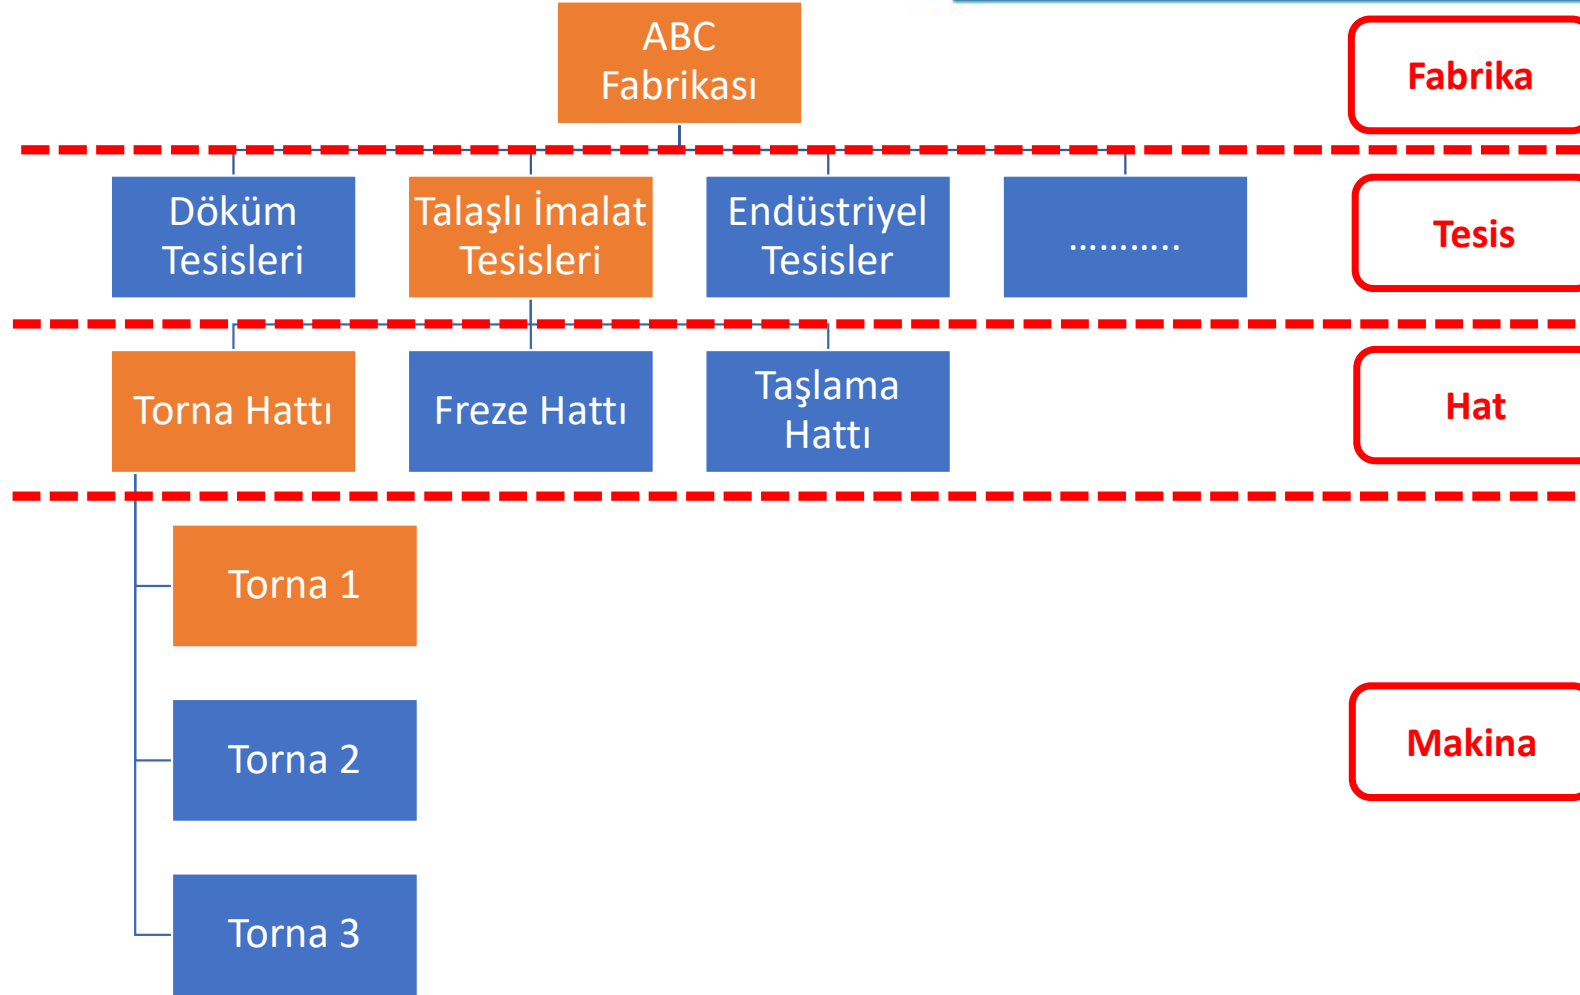 ABC
Fabrikası
Fabrika
Döküm
Tesisleri
Talaşlı İmalat
Tesisleri
Endüstriyel
Tesisler
...........
Tesis
Torna Hattı
Freze Hattı
Taşlama
Hattı
Hat
Torna 1
Torna 2
Makina
Torna 3